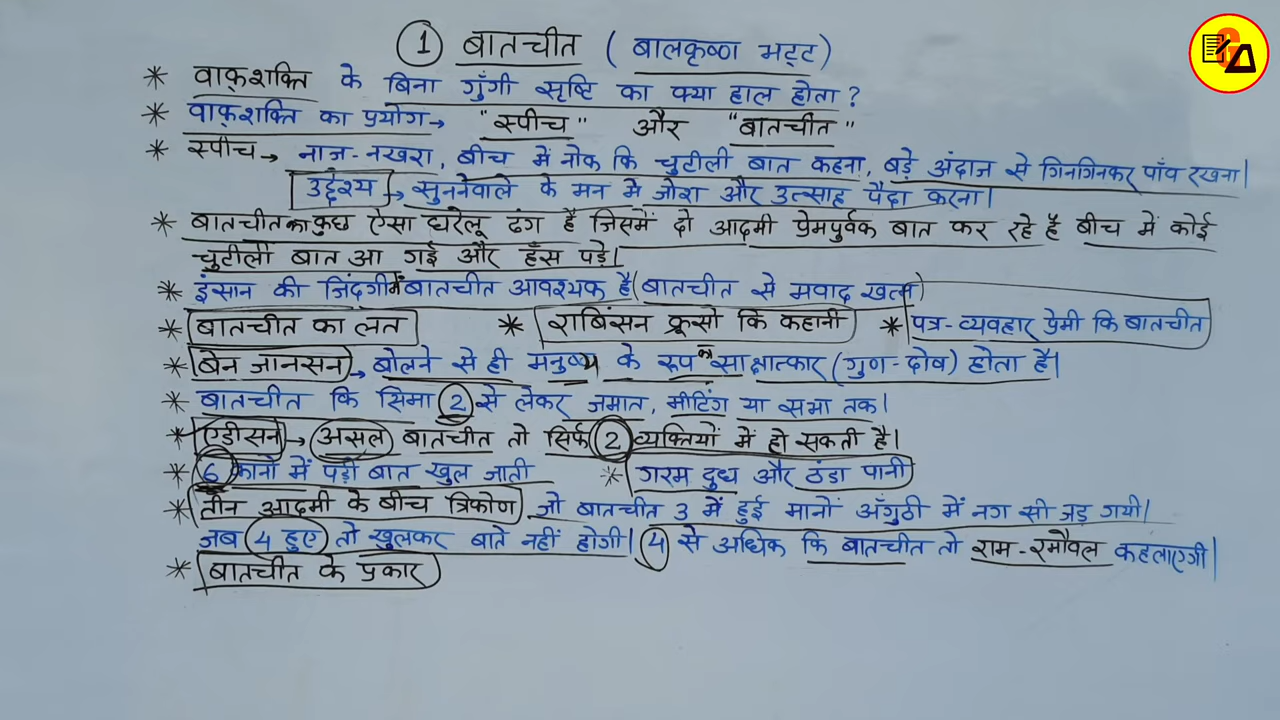 ① बातचीत ( बालकृष्ण भट्ट)
* वाक्‌शक्ति के बिना गुँगी सृष्टि का क्या हाल होता ?
* वाक्‌शक्ति का प्रयोग → "स्पीच" और "बातचीत"
* स्पीच → नाज-नखरा, बीच में नोक कि चुटीली बात कहना, बड़े अंदाज से गिनगिनकर पाँव रखना।
उद्देश्य → सुननेवाले के मन में जोश और उत्साह पैदा करना।
* बातचीत का कुछ ऐसा घरेलू ढंग है जिसमें दो आदमी प्रेमपुर्वक बात कर रहे हैं बीच में कोई
चुटीली बात आ गई और हँस पड़े।
* इंसान की जिंदगी में बातचीत आवश्यक है (बातचीत से मवाद खत्म)
* बातचीत का लत * राबिंसन क्रूसो कि कहानी * पत्र-व्यवहार प्रेमी कि बातचीत
* बेन जानसन → बोलने से ही मनुष्य के रूप का साक्षात्कार (गुण-दोष) होता है।
* बातचीत कि सिमा 2 से लेकर जमात, मीटिंग या सभा तक।
* एडीसन → असल बातचीत तो सिर्फ 2 व्यक्तियों में हो सकती है।
* 6 कानो में पड़ी बात खुल जाती * गरम दुध और ठंडा पानी
* तीन आदमी के बीच त्रिकोण जो बातचीत 3 में हुई मानों अँगुठी में नग सी जड़ गयी।
जब 4 हुए तो खुलकर बाते नहीं होगी। 4 से अधिक कि बातचीत तो राम-रमौवल कहलाएगी।
* बातचीत के प्रकार